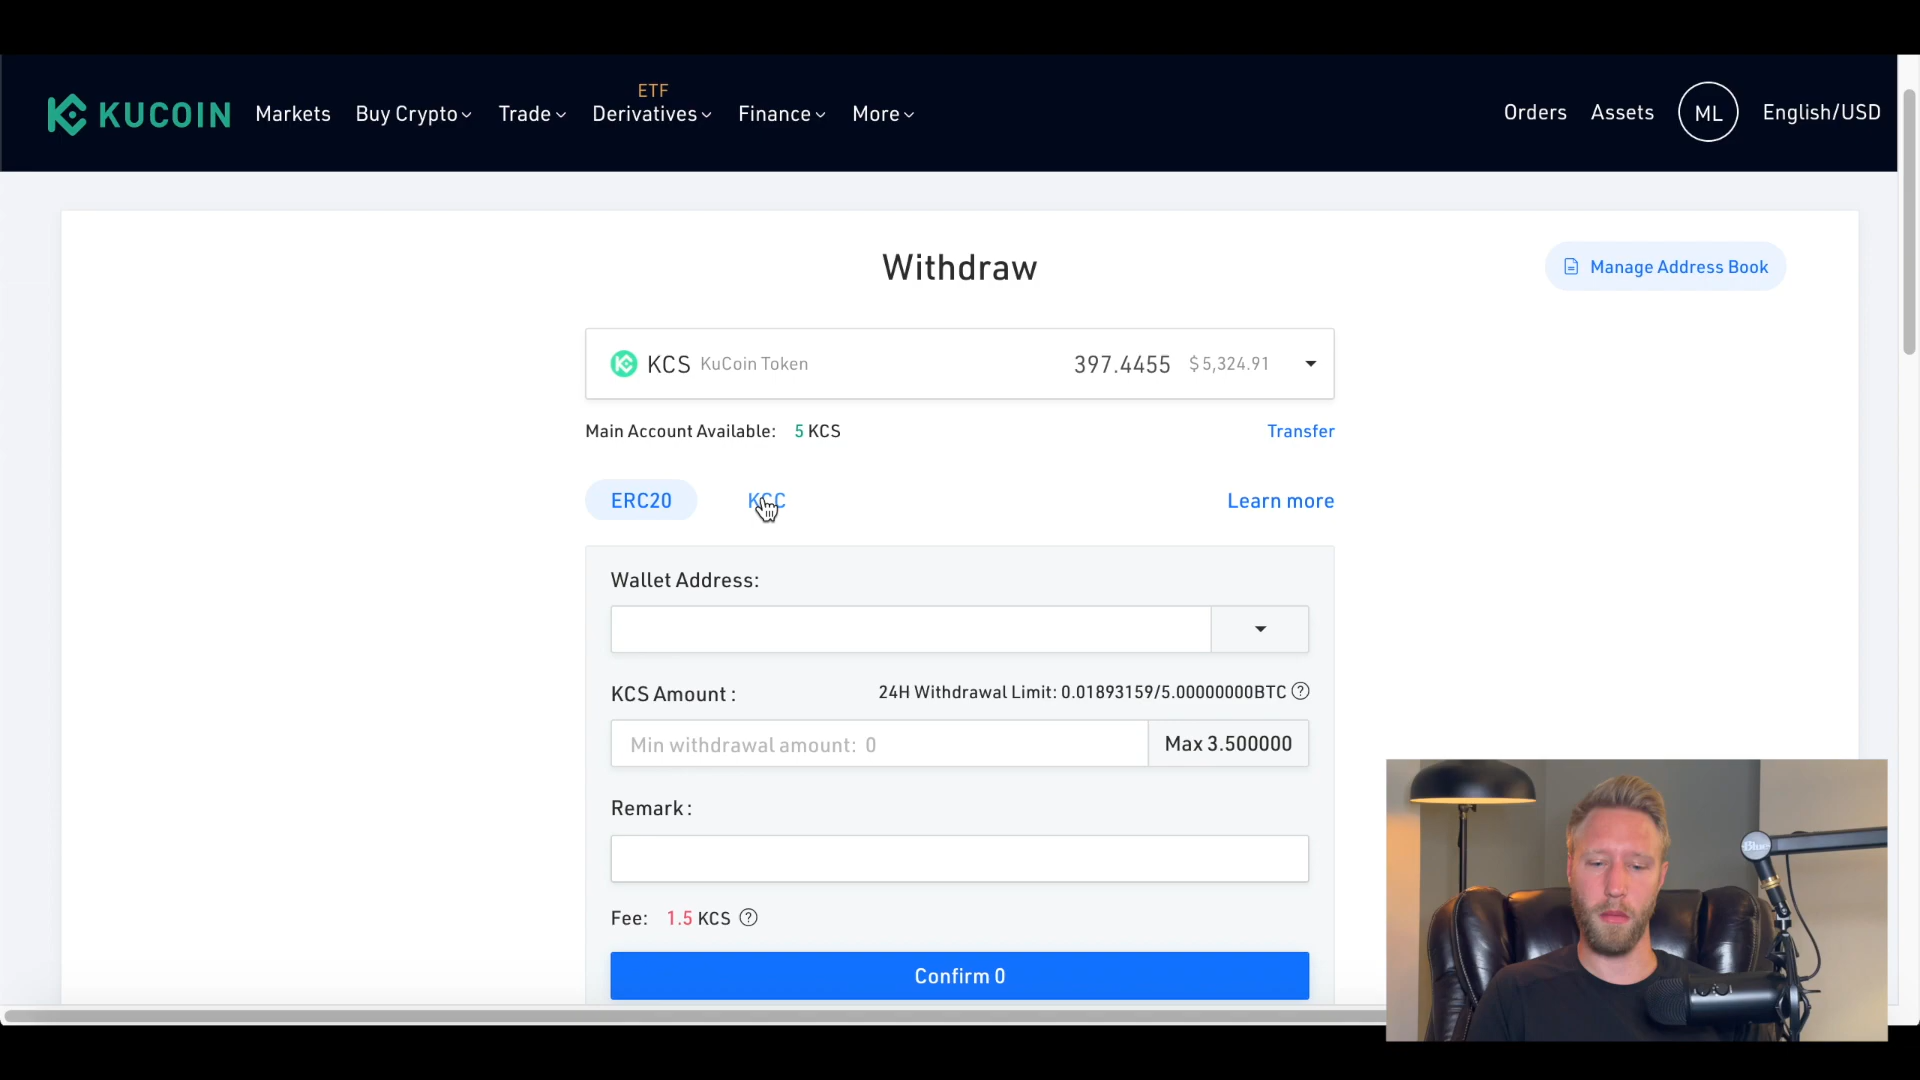 KUCOIN
Markets
Buy Crypto
Trade
ETF
Derivatives
Finance
More
Orders
Assets
ML
English/USD
Withdraw
Manage Address Book
KCS KuCoin Token 397.4455 $ 5,324.91
Main Account Available: 5 KCS Transfer
ERC20 KCC Learn more
Wallet Address:
KCS Amount : 24H Withdrawal Limit: 0.01893159/5.00000000BTC ?
Min withdrawal amount: 0 Max 3.500000
Remark :
Fee: 1.5 KCS ?
Confirm 0
Blue